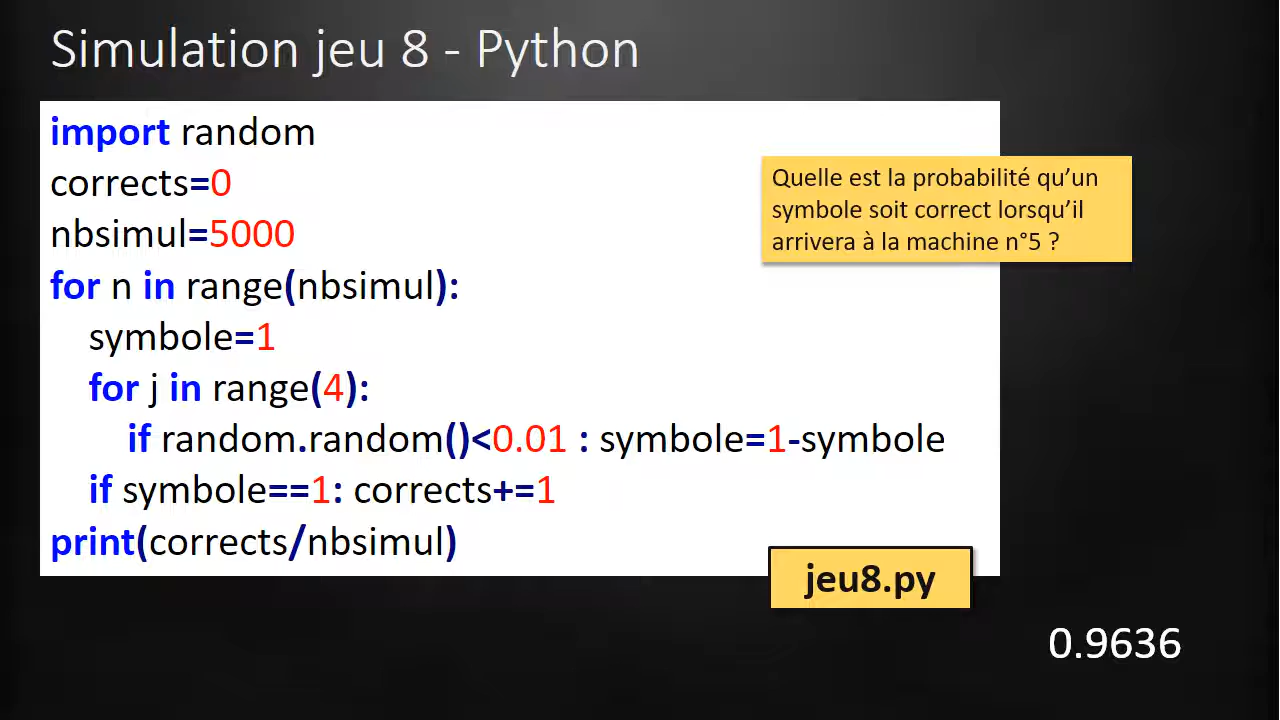 Simulation jeu 8 - Python
import random
corrects=0
nbsimul=5000
for n in range(nbsimul):
symbole=1
for j in range(4):
if random.random()<0.01 : symbole=1-symbole
if symbole==1: corrects+=1
print(corrects/nbsimul)
Quelle est la probabilité qu’un
symbole soit correct lorsqu’il
arrivera à la machine n°5 ?
jeu8.py
0.9636